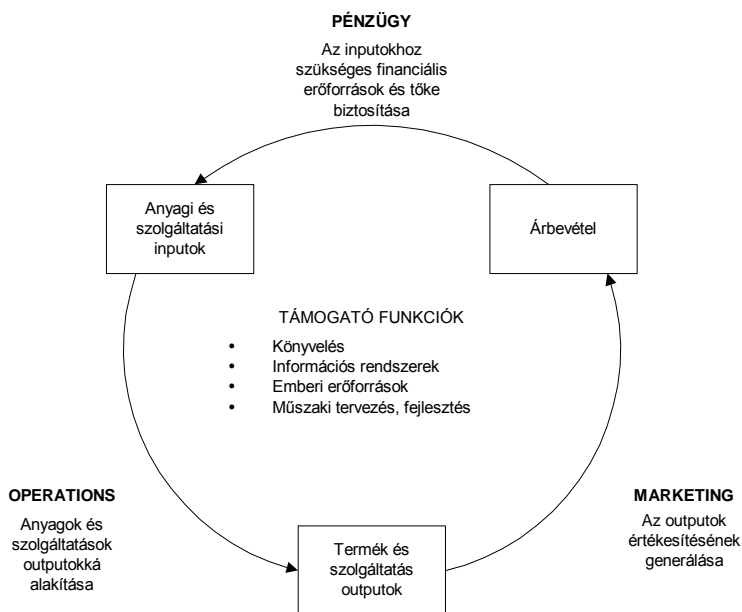 PÉNZÜGY
Az inputokhoz
szükséges financiális
erőforrások és tőke
biztosítása
Anyagi és
szolgáltatási
inputok
Árbevétel
TÁMOGATÓ FUNKCIÓK
• Könyvelés
• Információs rendszerek
• Emberi erőforrások
• Műszaki tervezés, fejlesztés
OPERATIONS
Anyagok és
szolgáltatások
outputokká
alakítása
MARKETING
Az outputok
értékesítésének
generálása
Termék és
szolgáltatás
outputok